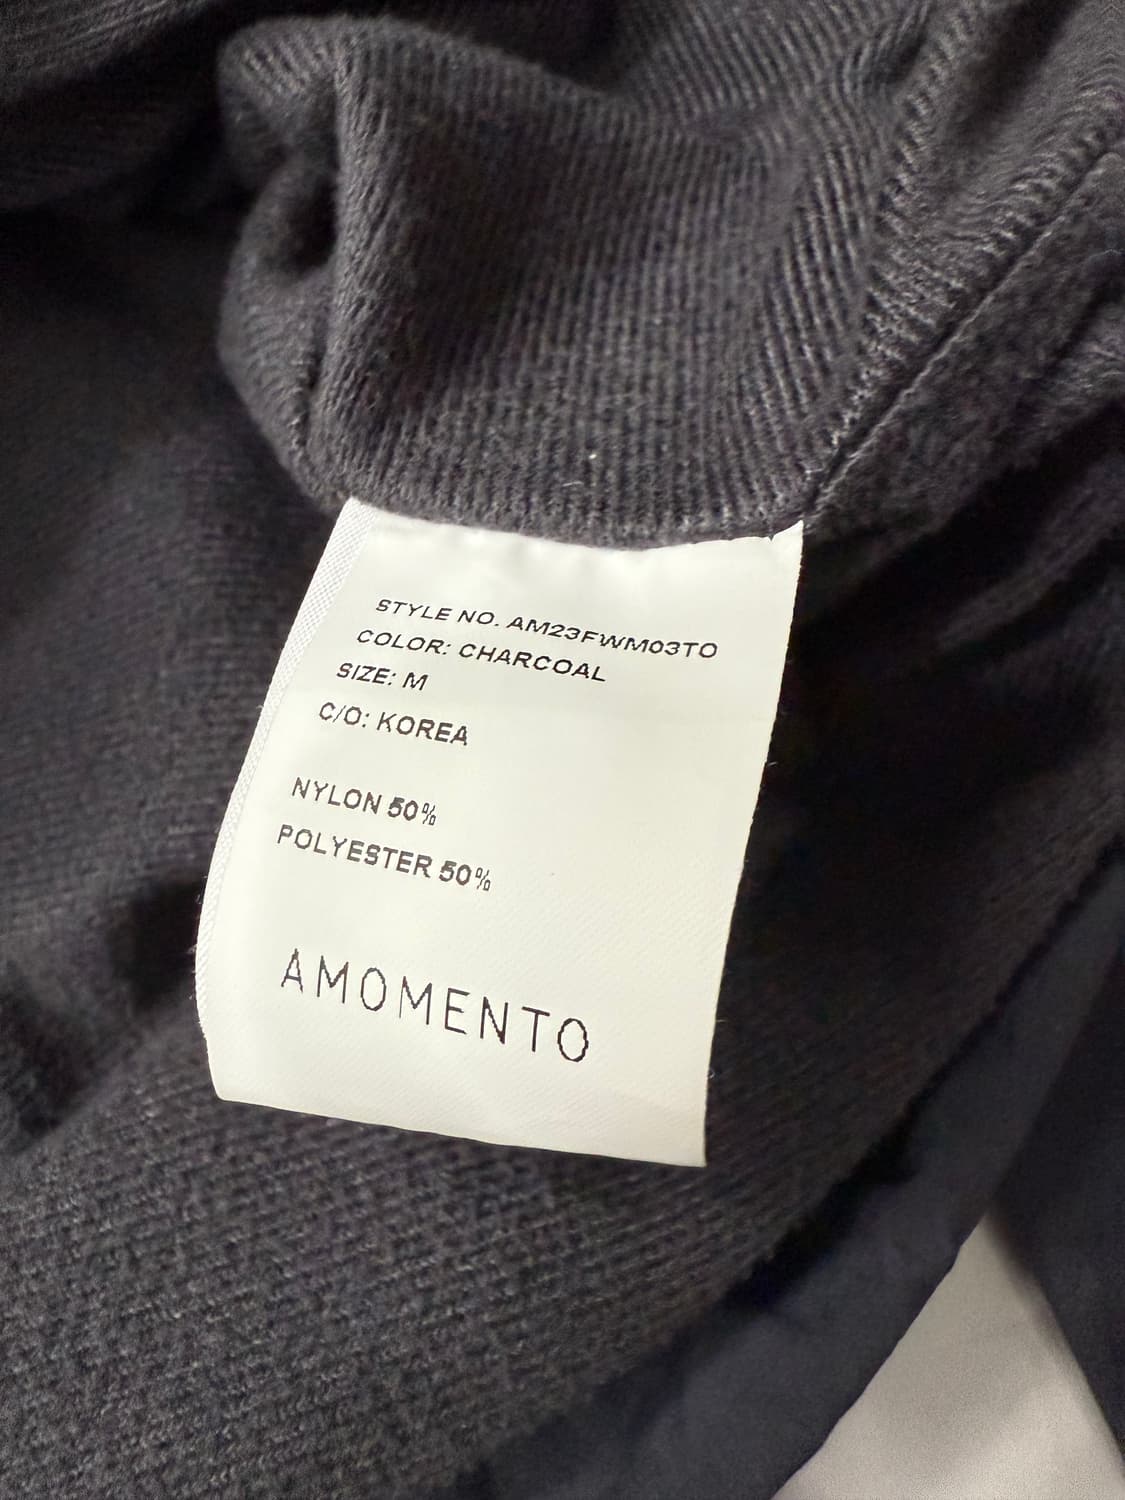 STYLE NO. AM23FWM03TO
COLOR: CHARCOAL
SIZE: M
C/O: KOREA
NYLON 50%
POLYESTER 50%
AMOMENTO